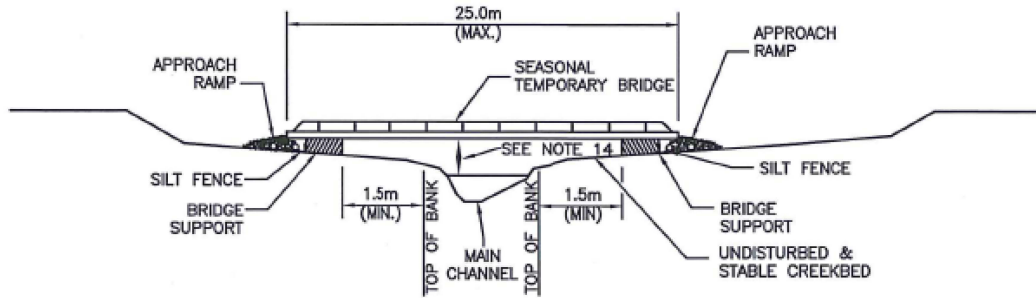 25.0m
(MAX.)
APPROACH
RAMP
SEASONAL
TEMPORARY BRIDGE
APPROACH
RAMP
SEE NOTE 14
SILT FENCE
SILT FENCE
1.5m
(MIN.)
1.5m
(MIN)
BRIDGE
SUPPORT
BRIDGE
SUPPORT
TOP OF BANK
MAIN
CHANNEL
TOP OF BANK
UNDISTURBED &
STABLE CREEKBED